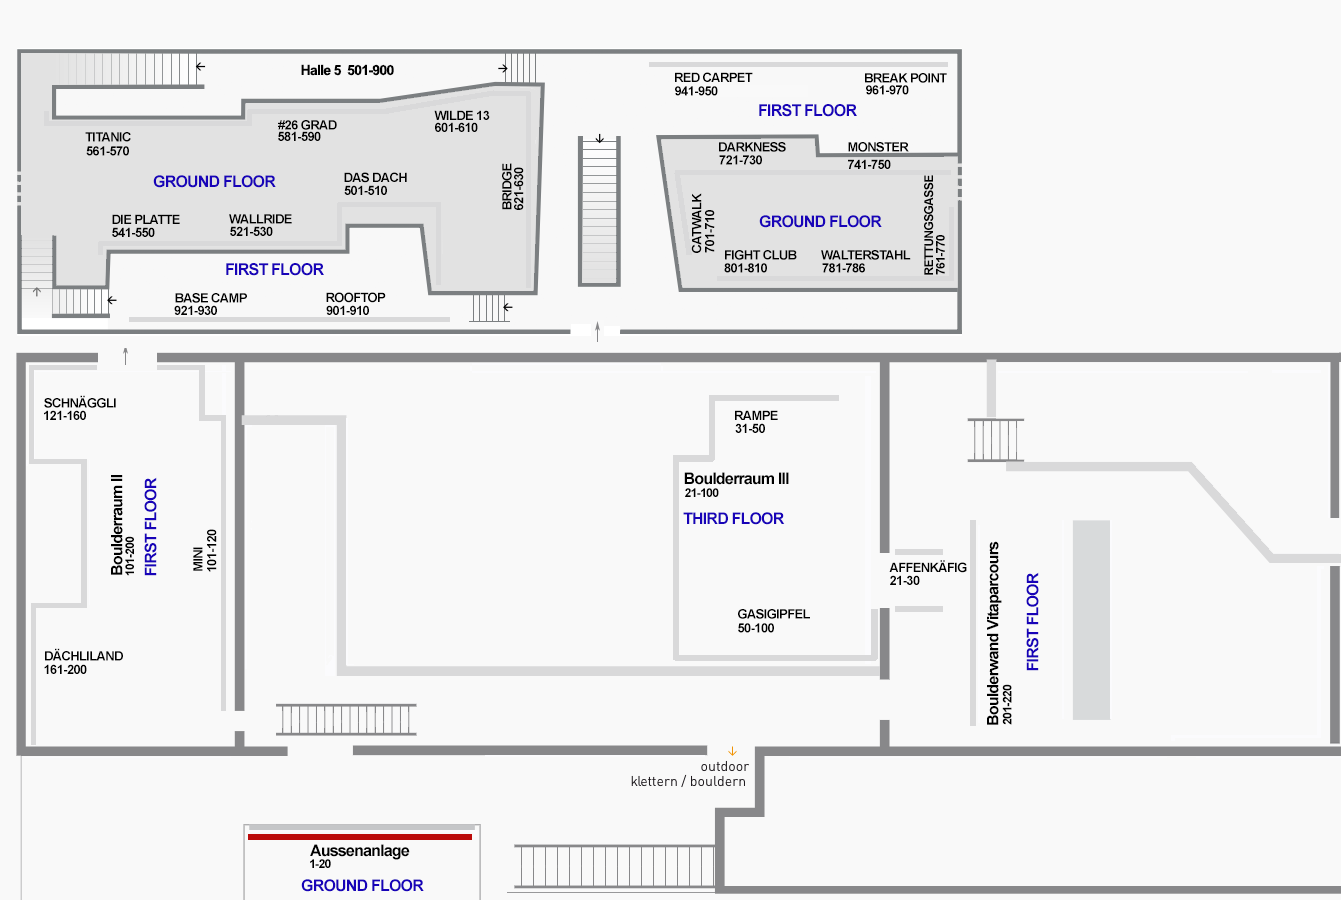 Halle 5 501-900
RED CARPET
941-950
BREAK POINT
961-970
FIRST FLOOR
TITANIC
561-570
#26 GRAD
581-590
WILDE 13
601-610
DARKNESS
721-730
MONSTER
741-750
GROUND FLOOR
DAS DACH
501-510
BRIDGE
621-630
DIE PLATTE
541-550
WALLRIDE
521-530
CATWALK
701-710
GROUND FLOOR
RETTUNGSGASSE
761-770
FIGHT CLUB
801-810
WALTERSTAHL
781-786
FIRST FLOOR
BASE CAMP
921-930
ROOFTOP
901-910
SCHNÄGGLI
121-160
Boulderraum II
101-200
FIRST FLOOR
MINI
101-120
DÄCHLILAND
161-200
RAMPE
31-50
Boulderraum III
21-100
THIRD FLOOR
GASIGIPFEL
50-100
AFFENKÄFIG
21-30
Boulderwand Vitaparcours
201-220
FIRST FLOOR
outdoor
klettern / bouldern
Aussenanlage
1-20
GROUND FLOOR